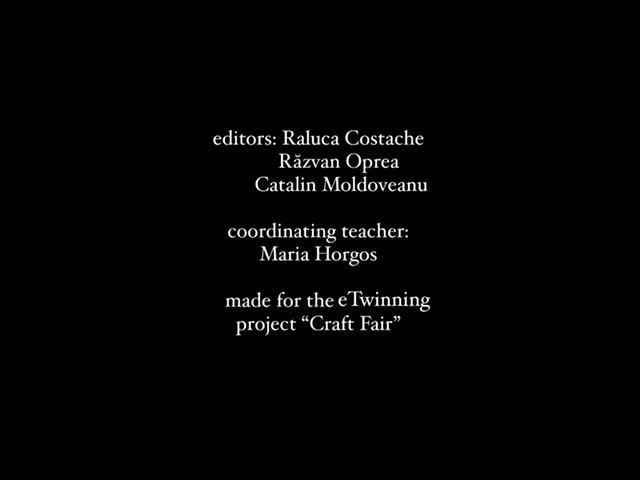 editors: Raluca Costache
Răzvan Oprea
Catalin Moldoveanu
coordinating teacher:
Maria Horgos
made for the eTwinning
project “Craft Fair”